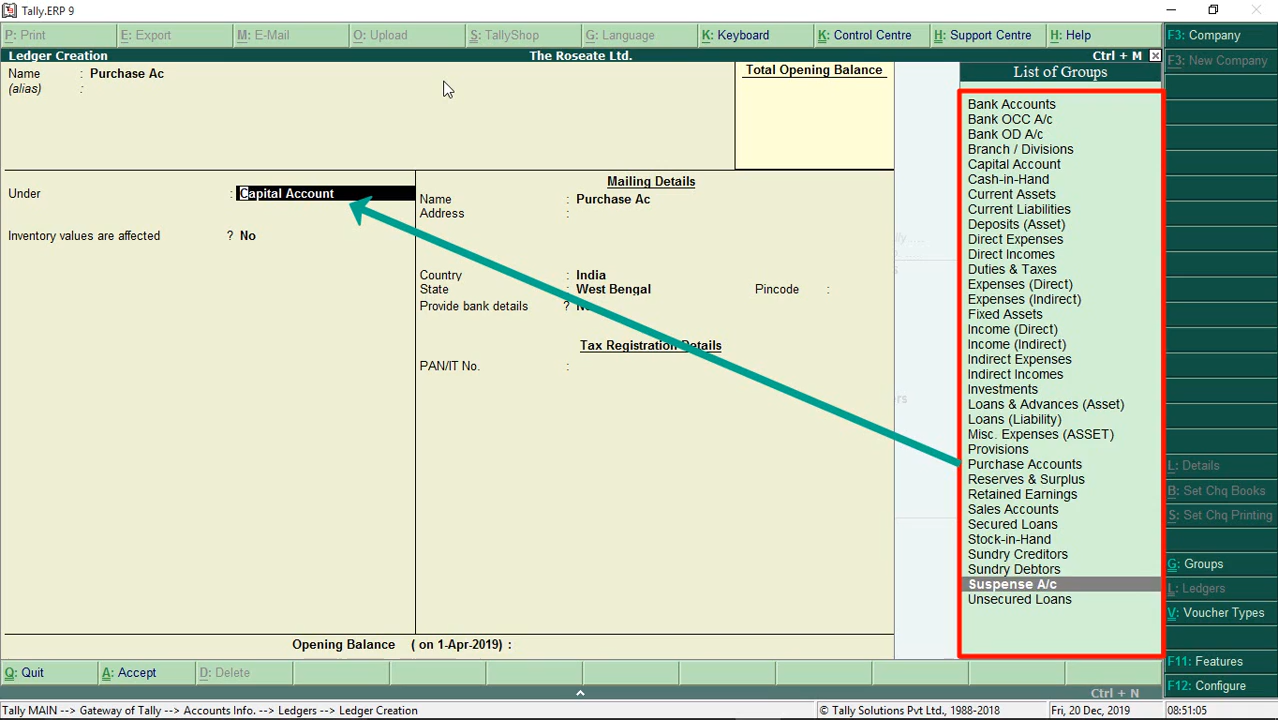 Tally.ERP 9
P: Print E: Export M: E-Mail O: Upload S: TallyShop G: Language K: Keyboard K: Control Centre H: Support Centre H: Help
Ledger Creation The Roseate Ltd. Ctrl + M
Name : Purchase Ac
(alias) :
Total Opening Balance
Under : Capital Account
Inventory values are affected ? No
Mailing Details
Name : Purchase Ac
Address :
Country : India
State : West Bengal Pincode :
Provide bank details ?
Tax Registration Details
PAN/IT No. :
Opening Balance ( on 1-Apr-2019) :
List of Groups
Bank Accounts
Bank OCC A/c
Bank OD A/c
Branch / Divisions
Capital Account
Cash-in-Hand
Current Assets
Current Liabilities
Deposits (Asset)
Direct Expenses
Direct Incomes
Duties & Taxes
Expenses (Direct)
Expenses (Indirect)
Fixed Assets
Income (Direct)
Income (Indirect)
Indirect Expenses
Indirect Incomes
Investments
Loans & Advances (Asset)
Loans (Liability)
Misc. Expenses (ASSET)
Provisions
Purchase Accounts
Reserves & Surplus
Retained Earnings
Sales Accounts
Secured Loans
Stock-in-Hand
Sundry Creditors
Sundry Debtors
Suspense A/c
Unsecured Loans
F3: Company
F3: New Company
L: Details
B: Set Chq Books
S: Set Chq Printing
G: Groups
L: Ledgers
V: Voucher Types
F11: Features
F12: Configure
Q: Quit A: Accept D: Delete
Ctrl + N
Tally MAIN --> Gateway of Tally --> Accounts Info. --> Ledgers --> Ledger Creation © Tally Solutions Pvt Ltd., 1988-2018 Fri, 20 Dec, 2019 08:51:05